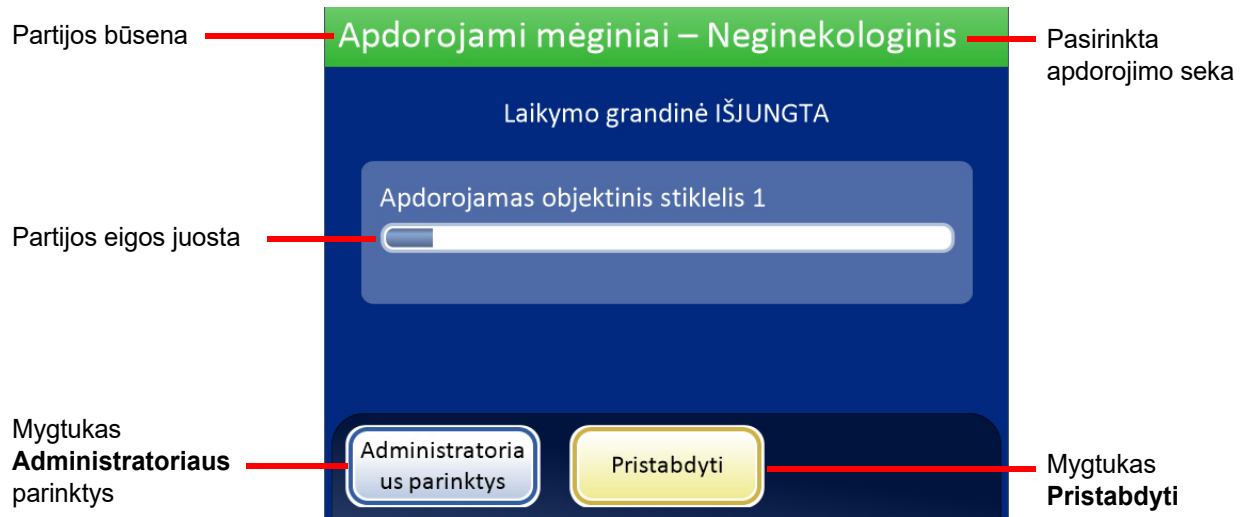 Partijos būsena
Apdorojami mėginiai – Neginekologinis
Pasirinkta
apdorojimo seka
Laikymo grandinė IŠJUNGTA
Apdorojamas objektinis stiklelis 1
Partijos eigos juosta
Mygtukas
Administratoriaus
parinktys
Administratoria
us parinktys
Pristabdyti
Mygtukas
Pristabdyti